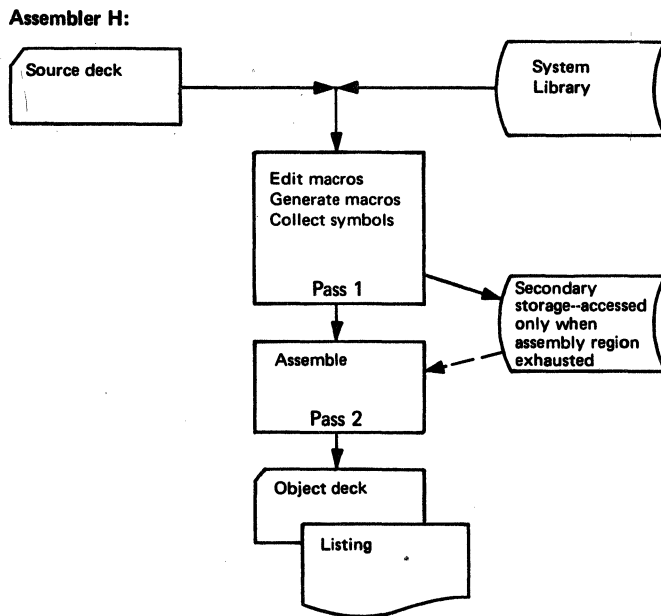 Assembler H:
Source deck
System
Library
Edit macros
Generate macros
Collect symbols
Pass 1
Secondary
storage--accessed
only when
assembly region
exhausted
Assemble
Pass 2
Object deck
Listing